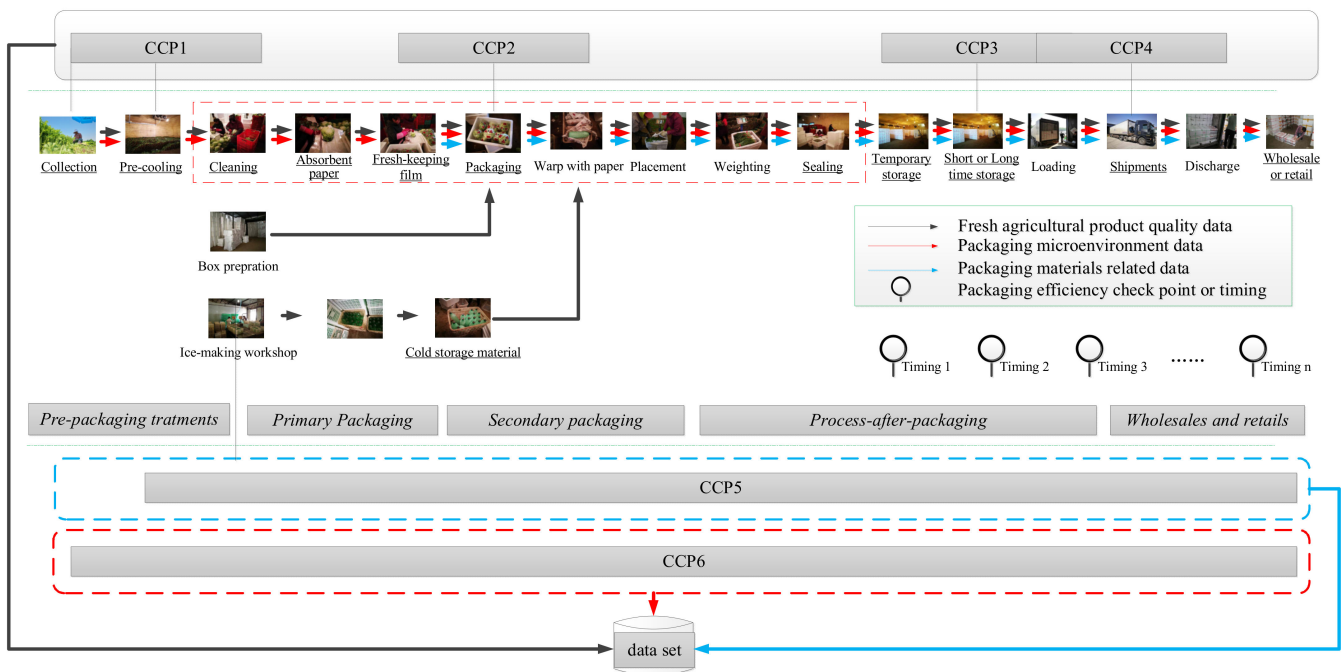 CCP1
CCP2
CCP3
CCP4
Collection
Pre-cooling
Cleaning
Absorbent
paper
Fresh-keeping
film
Packaging
Warp with paper
Placement
Weighting
Sealing
Temporary
storage
Short or Long
time storage
Loading
Shipments
Discharge
Wholesale
or retail
Box prepration
Fresh agricultural product quality data
Packaging microenvironment data
Packaging materials related data
Packaging efficiency check point or timing
Ice-making workshop
Cold storage material
Timing 1
Timing 2
Timing 3
......
Timing n
Pre-packaging tratments
Primary Packaging
Secondary packaging
Process-after-packaging
Wholesales and retails
CCP5
CCP6
data set